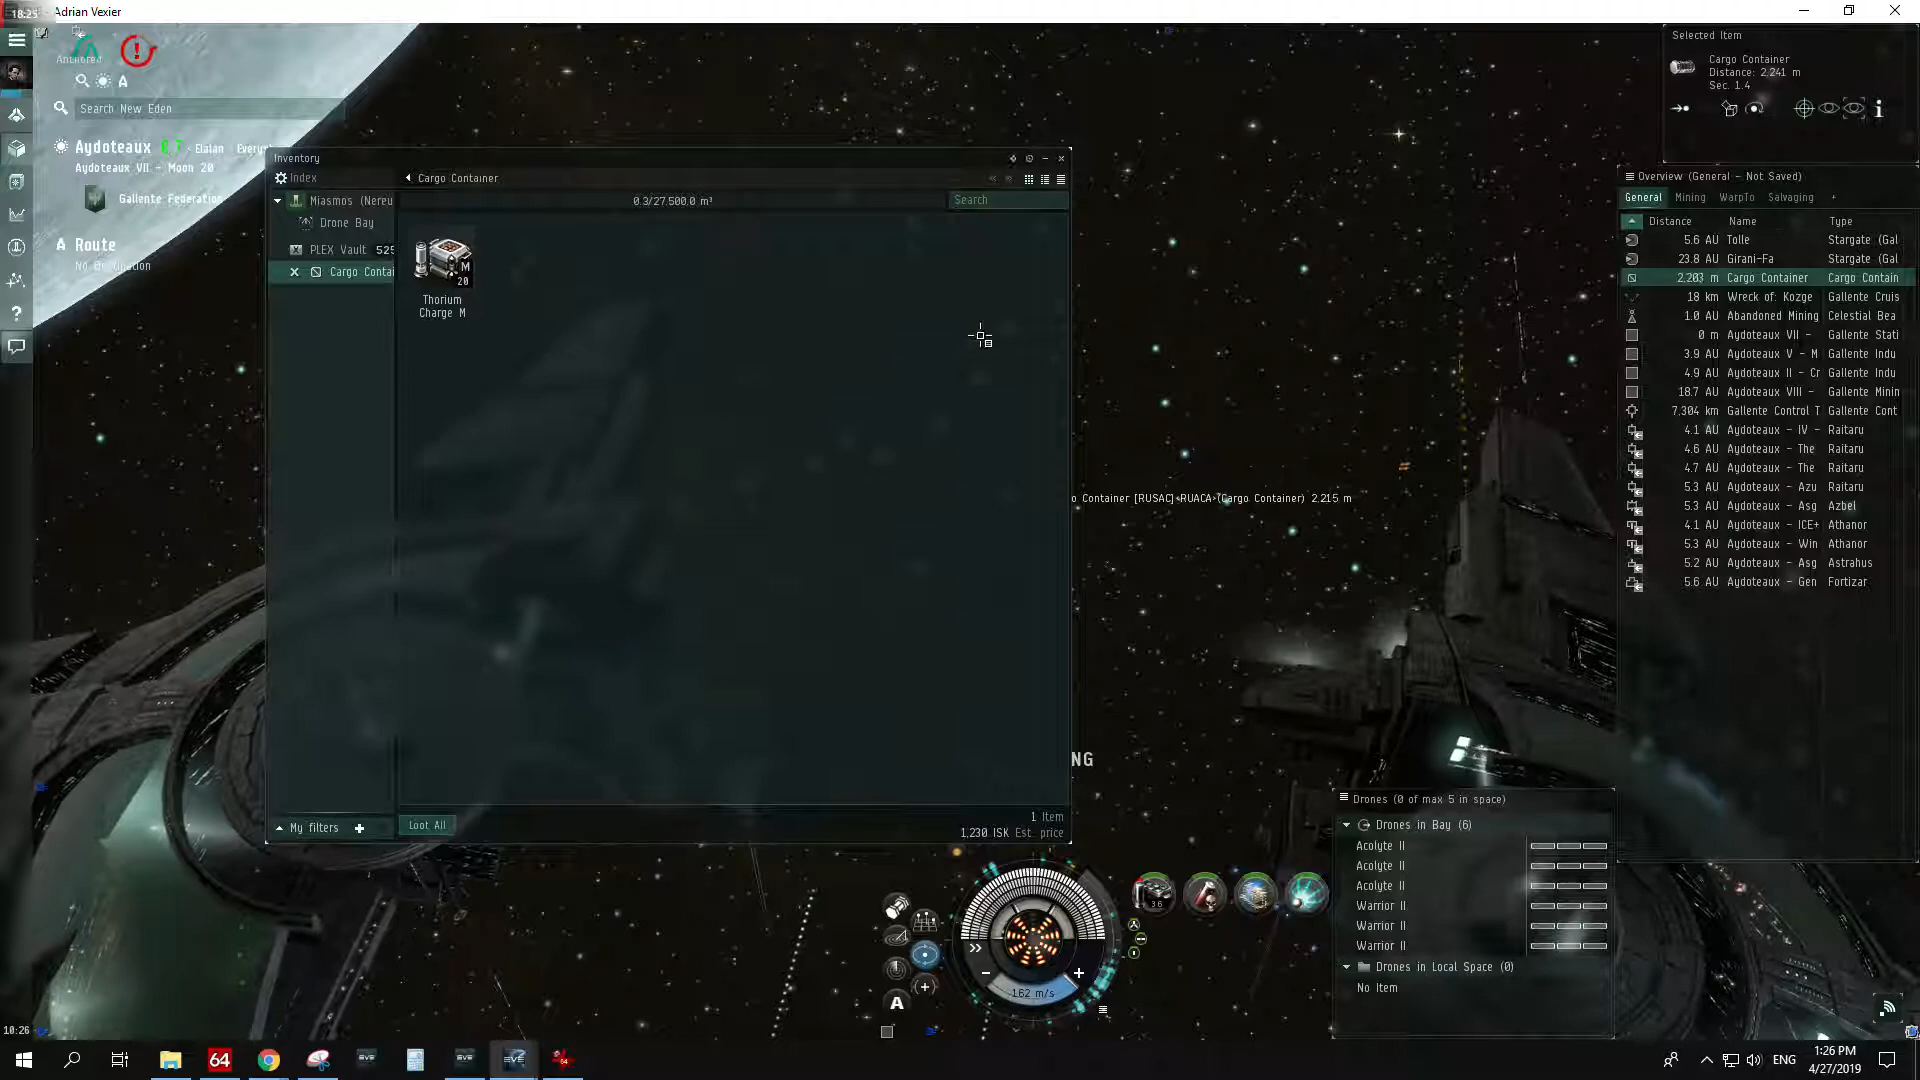 18:25
Adrian Vexier
Anchored
A
Search New Eden
Aydoteaux 0.7 < Elaian <
Aydoteaux VII - Moon 20
Gallente Federation
A Route
No Destination
Inventory
Index
Cargo Container
Miasmos (Nereu
0.3/27,500.0 m³
Search
Drone Bay
PLEX Vault 525
Cargo Contai
M
20
Thorium
Charge M
My filters
Loot All
1 Item
1,230 ISK Est. price
o Container [RUSAC]<RUACA>(Cargo Container) 2,215 m
NG
Selected Item
Cargo Container
Distance: 2,241 m
Sec. 1.4
Overview (General - Not Saved)
General Mining WarpTo Salvaging +
Distance Name Type
5.6 AU Tolle Stargate (Gal
23.8 AU Girani-Fa Stargate (Gal
2,203 m Cargo Container Cargo Contain
18 km Wreck of: Kozge Gallente Cruis
1.0 AU Abandoned Mining Celestial Bea
0 m Aydoteaux VII - Gallente Stati
3.9 AU Aydoteaux V - M Gallente Indu
4.9 AU Aydoteaux II - Cr Gallente Indu
18.7 AU Aydoteaux VIII - Gallente Minin
7,304 km Gallente Control T Gallente Cont
4.1 AU Aydoteaux - IV - Raitaru
4.6 AU Aydoteaux - The Raitaru
4.7 AU Aydoteaux - The Raitaru
5.3 AU Aydoteaux - Azu Raitaru
5.3 AU Aydoteaux - Asg Azbel
4.1 AU Aydoteaux - ICE+ Athanor
5.3 AU Aydoteaux - Win Athanor
5.2 AU Aydoteaux - Asg Astrahus
5.6 AU Aydoteaux - Gen Fortizar
Drones (0 of max 5 in space)
Drones in Bay (6)
Acolyte II
Acolyte II
Acolyte II
Warrior II
Warrior II
Warrior II
Drones in Local Space (0)
No Item
36
162 m/s
A
10:26
64
EVE
EVE
EVE
64
ENG
1:26 PM
4/27/2019